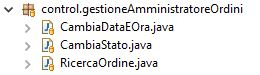 control.gestioneAmministratoreOrdini
CambiaDataEOra.java
CambiaStato.java
RicercaOrdine.java